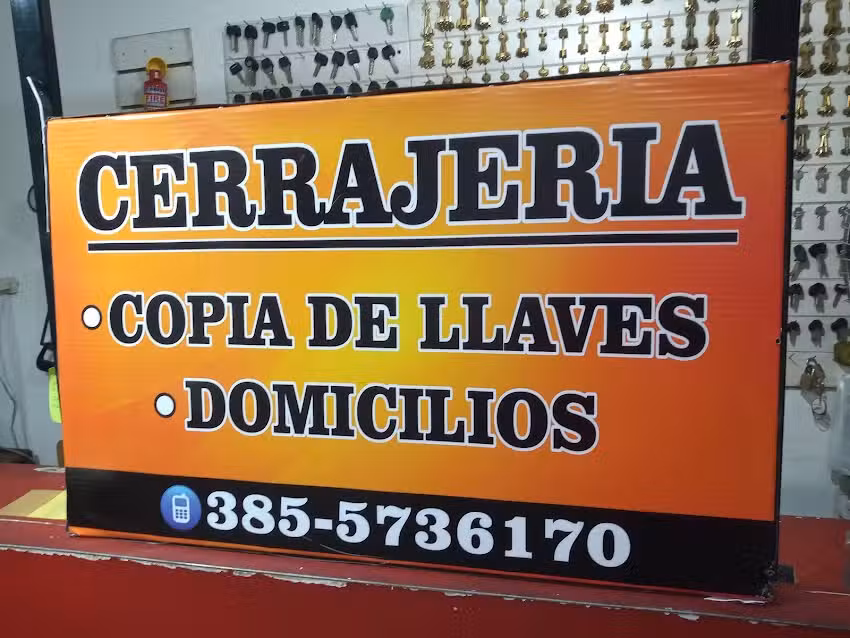 CERRAJERIA
COPIA DE LLAVES
DOMICILIOS
385-5736170